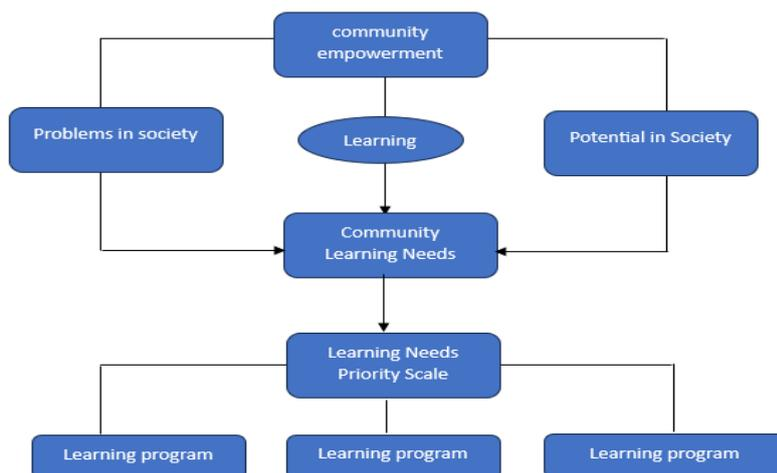 community
empowerment
Problems in society
Learning
Potential in Society
Community
Learning Needs
Learning Needs
Priority Scale
Learning program
Learning program
Learning program